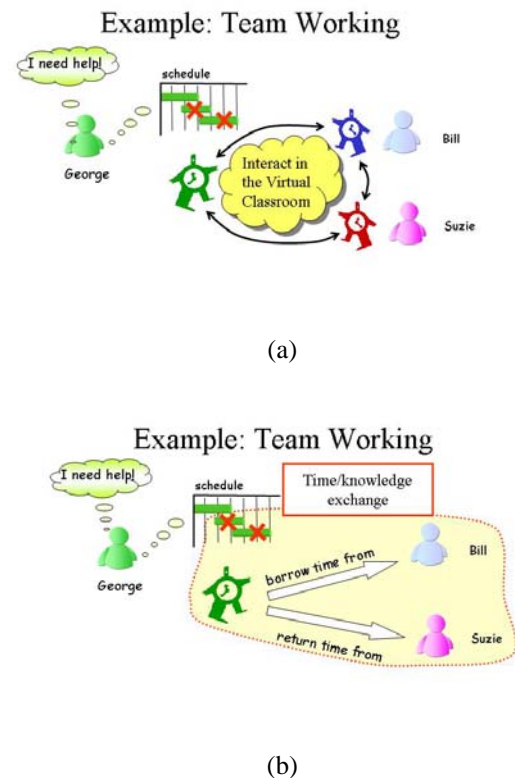 Example: Team Working
I need help!
schedule
George
Interact in
the Virtual
Classroom
Bill
Suzie
(a)
Example: Team Working
I need help!
schedule
Time/knowledge
exchange
George
borrow time from
Bill
return time from
Suzie
(b)